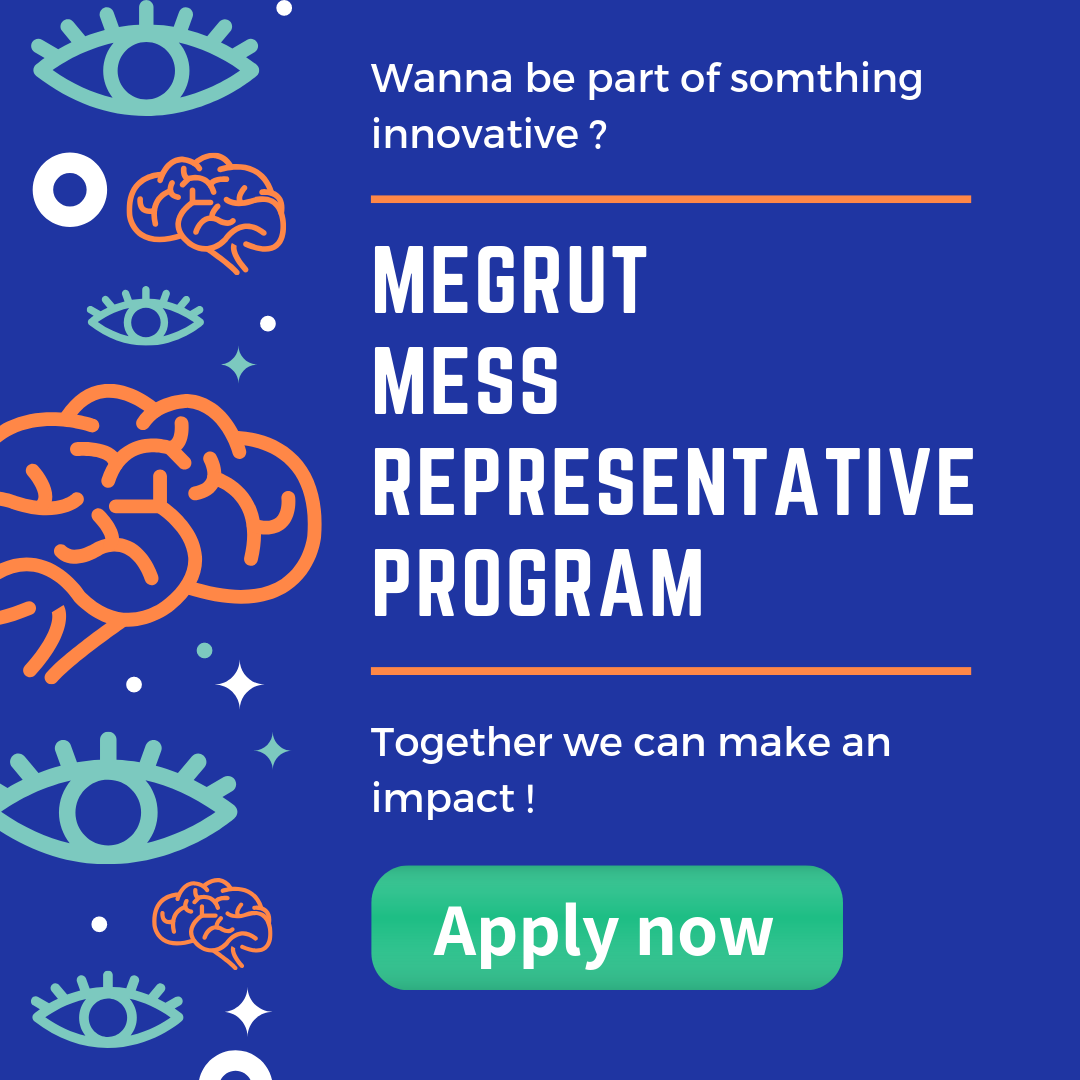 Wanna be part of somthing
innovative ?
MEGRUT
MESS
REPRESENTATIVE
PROGRAM
Together we can make an
impact !
Apply now